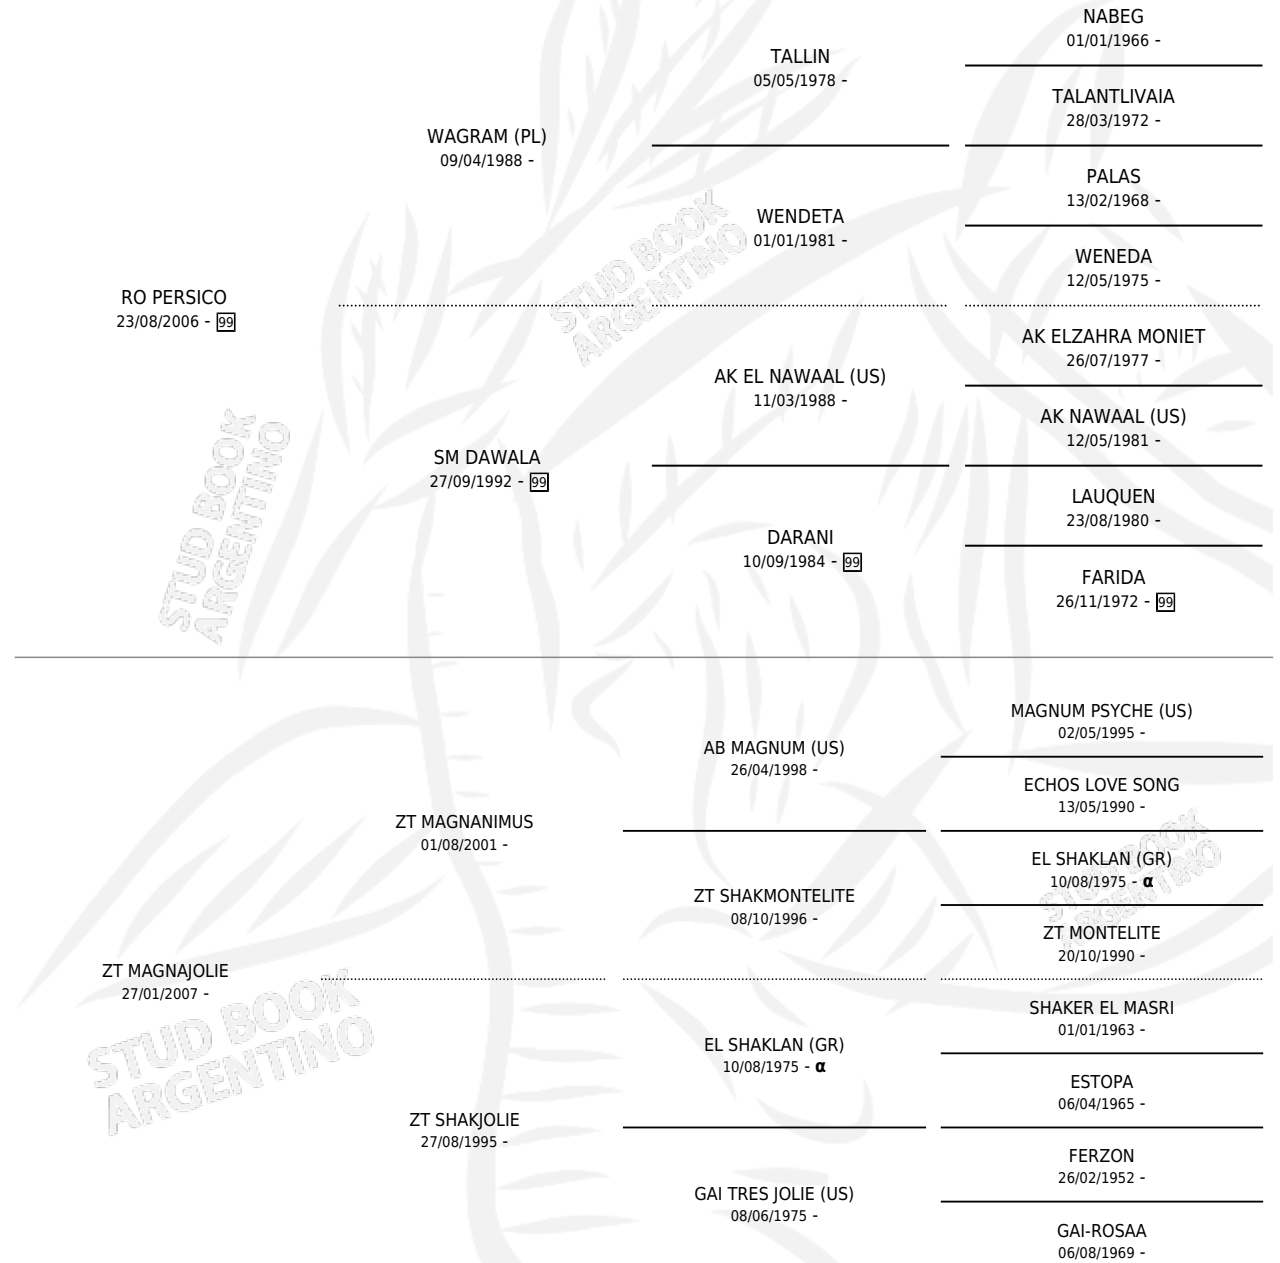 NABEG
01/01/1966 -
TALLIN
05/05/1978 -
TALANTLIVAIA
28/03/1972 -
WAGRAM (PL)
09/04/1988 -
PALAS
13/02/1968 -
WENDETA
01/01/1981 -
WENEDA
12/05/1975 -
RO PERSICO
23/08/2006 - 99
AK ELZAHRA MONIET
26/07/1977 -
AK EL NAWAAL (US)
11/03/1988 -
AK NAWAAL (US)
12/05/1981 -
SM DAWALA
27/09/1992 - 99
LAUQUEN
23/08/1980 -
DARANI
10/09/1984 - 99
FARIDA
26/11/1972 - 99
STUD BOOK
ARGENTINO
STUD BOOK
ARGENTINO
MAGNUM PSYCHE (US)
02/05/1995 -
AB MAGNUM (US)
26/04/1998 -
ECHOS LOVE SONG
13/05/1990 -
ZT MAGNANIMUS
01/08/2001 -
EL SHAKLAN (GR)
10/08/1975 - α
ZT SHAKMONTELITE
08/10/1996 -
ZT MONTELITE
20/10/1990 -
ZT MAGNAJOLIE
27/01/2007 -
SHAKER EL MASRI
01/01/1963 -
EL SHAKLAN (GR)
10/08/1975 - α
ESTOPA
06/04/1965 -
ZT SHAKJOLIE
27/08/1995 -
FERZON
26/02/1952 -
GAI TRES JOLIE (US)
08/06/1975 -
GAI-ROSAA
06/08/1969 -
STUD BOOK
ARGENTINO
STUD BOOK
ARGENTINO